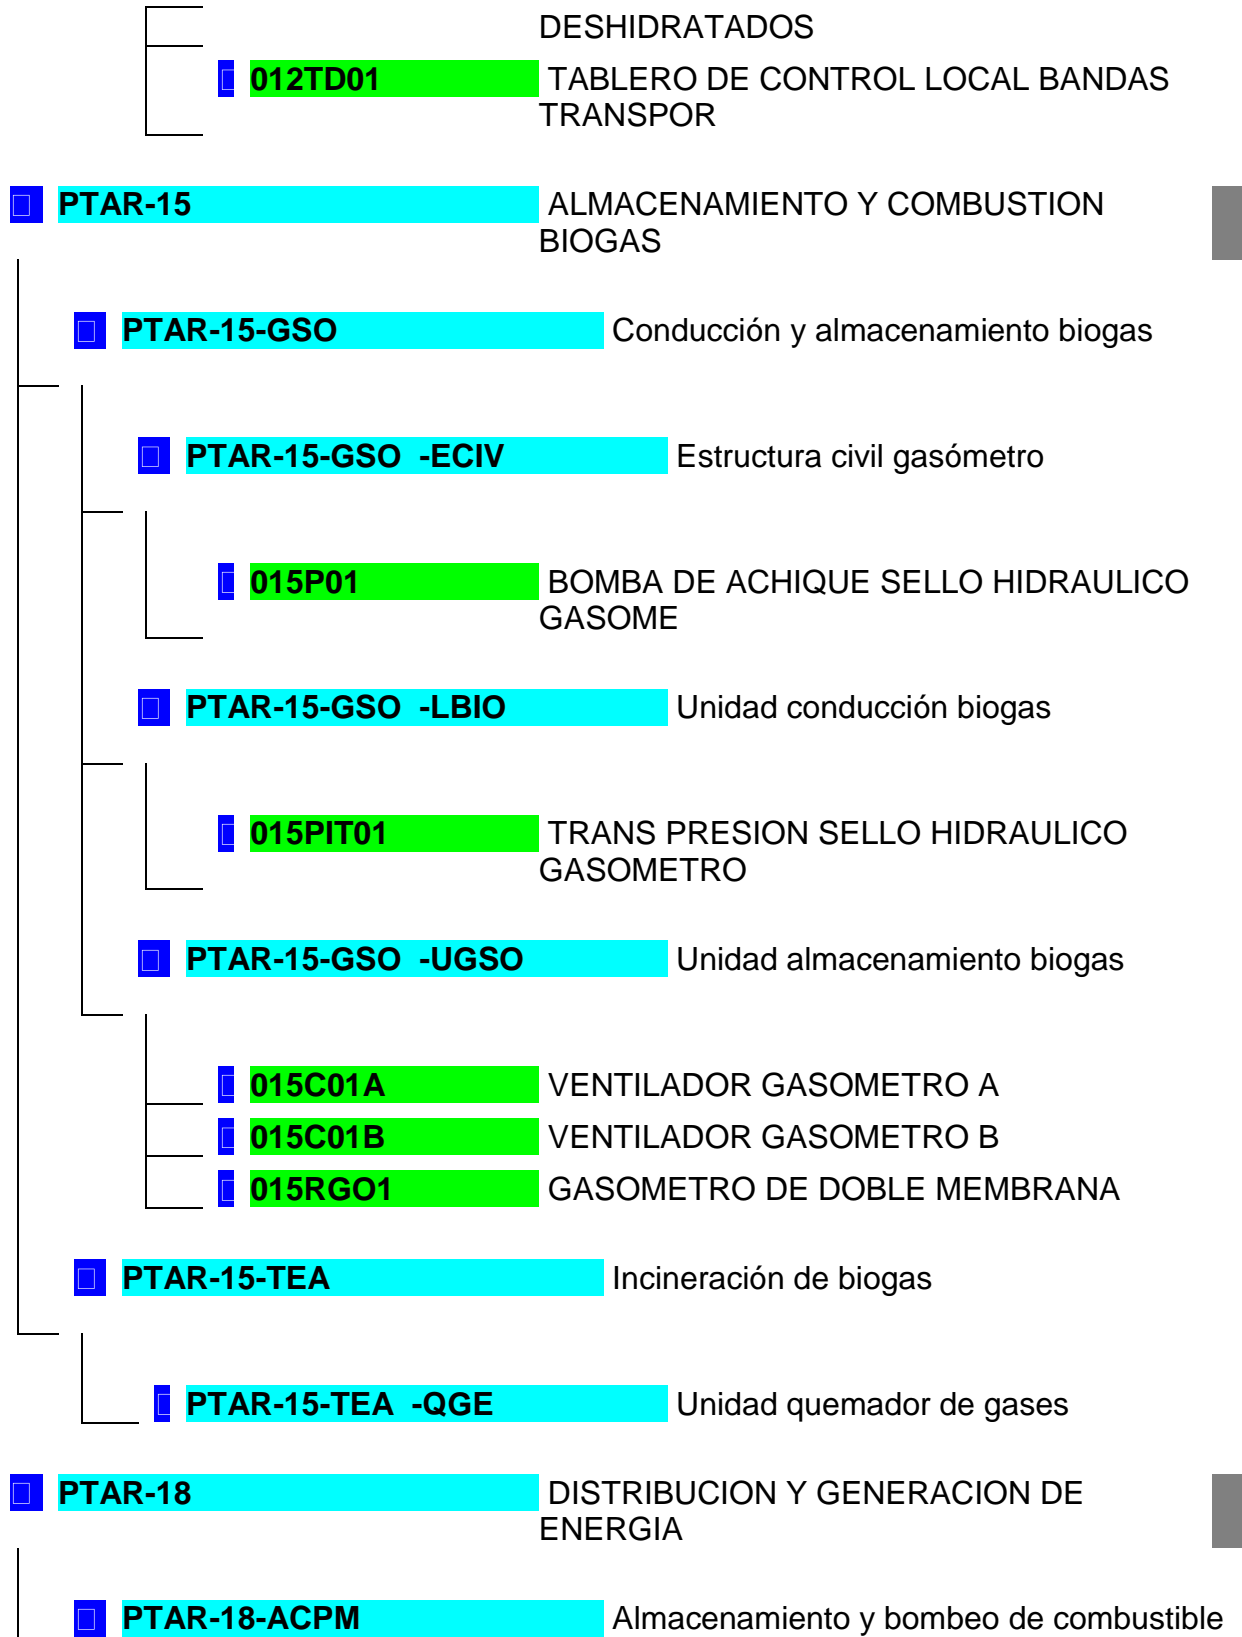 DESHIDRATADOS
012TD01 TABLERO DE CONTROL LOCAL BANDAS
TRANSPOR
PTAR-15 ALMACENAMIENTO Y COMBUSTION
BIOGAS
PTAR-15-GSO Conducción y almacenamiento biogas
PTAR-15-GSO -ECIV Estructura civil gasómetro
015P01 BOMBA DE ACHIQUE SELLO HIDRAULICO
GASOME
PTAR-15-GSO -LBIO Unidad conducción biogas
015PIT01 TRANS PRESION SELLO HIDRAULICO
GASOMETRO
PTAR-15-GSO -UGSO Unidad almacenamiento biogas
015C01A VENTILADOR GASOMETRO A
015C01B VENTILADOR GASOMETRO B
015RGO1 GASOMETRO DE DOBLE MEMBRANA
PTAR-15-TEA Incineración de biogas
PTAR-15-TEA -QGE Unidad quemador de gases
PTAR-18 DISTRIBUCION Y GENERACION DE
ENERGIA
PTAR-18-ACPM Almacenamiento y bombeo de combustible